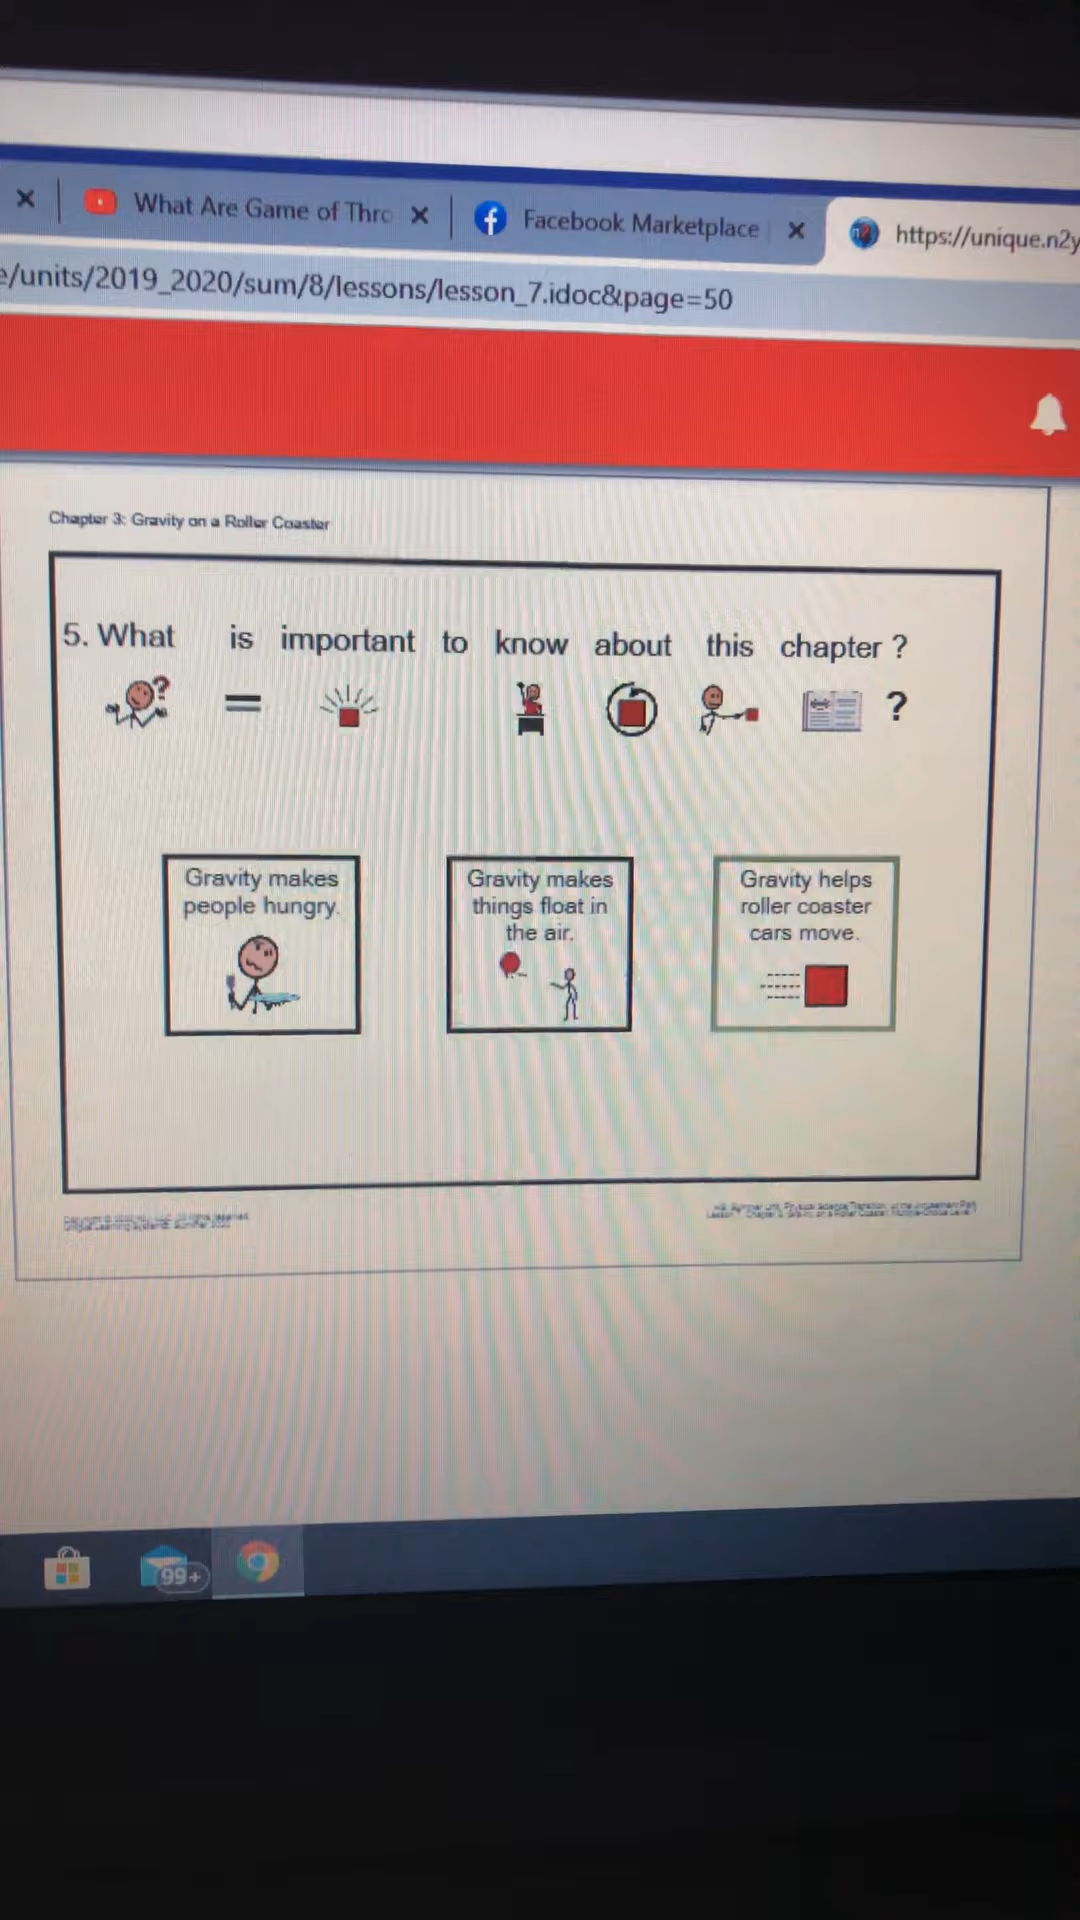 What Are Game of Thro
Facebook Marketplace
https://unique.n2y
e/units/2019_2020/sum/8/lessons/lesson_7.idoc&page=50
Chapter 3: Gravity on a Roller Coaster
5. What is important to know about this chapter ?
?
Gravity makes
people hungry.
Gravity makes
things float in
the air.
Gravity helps
roller coaster
cars move.
99+